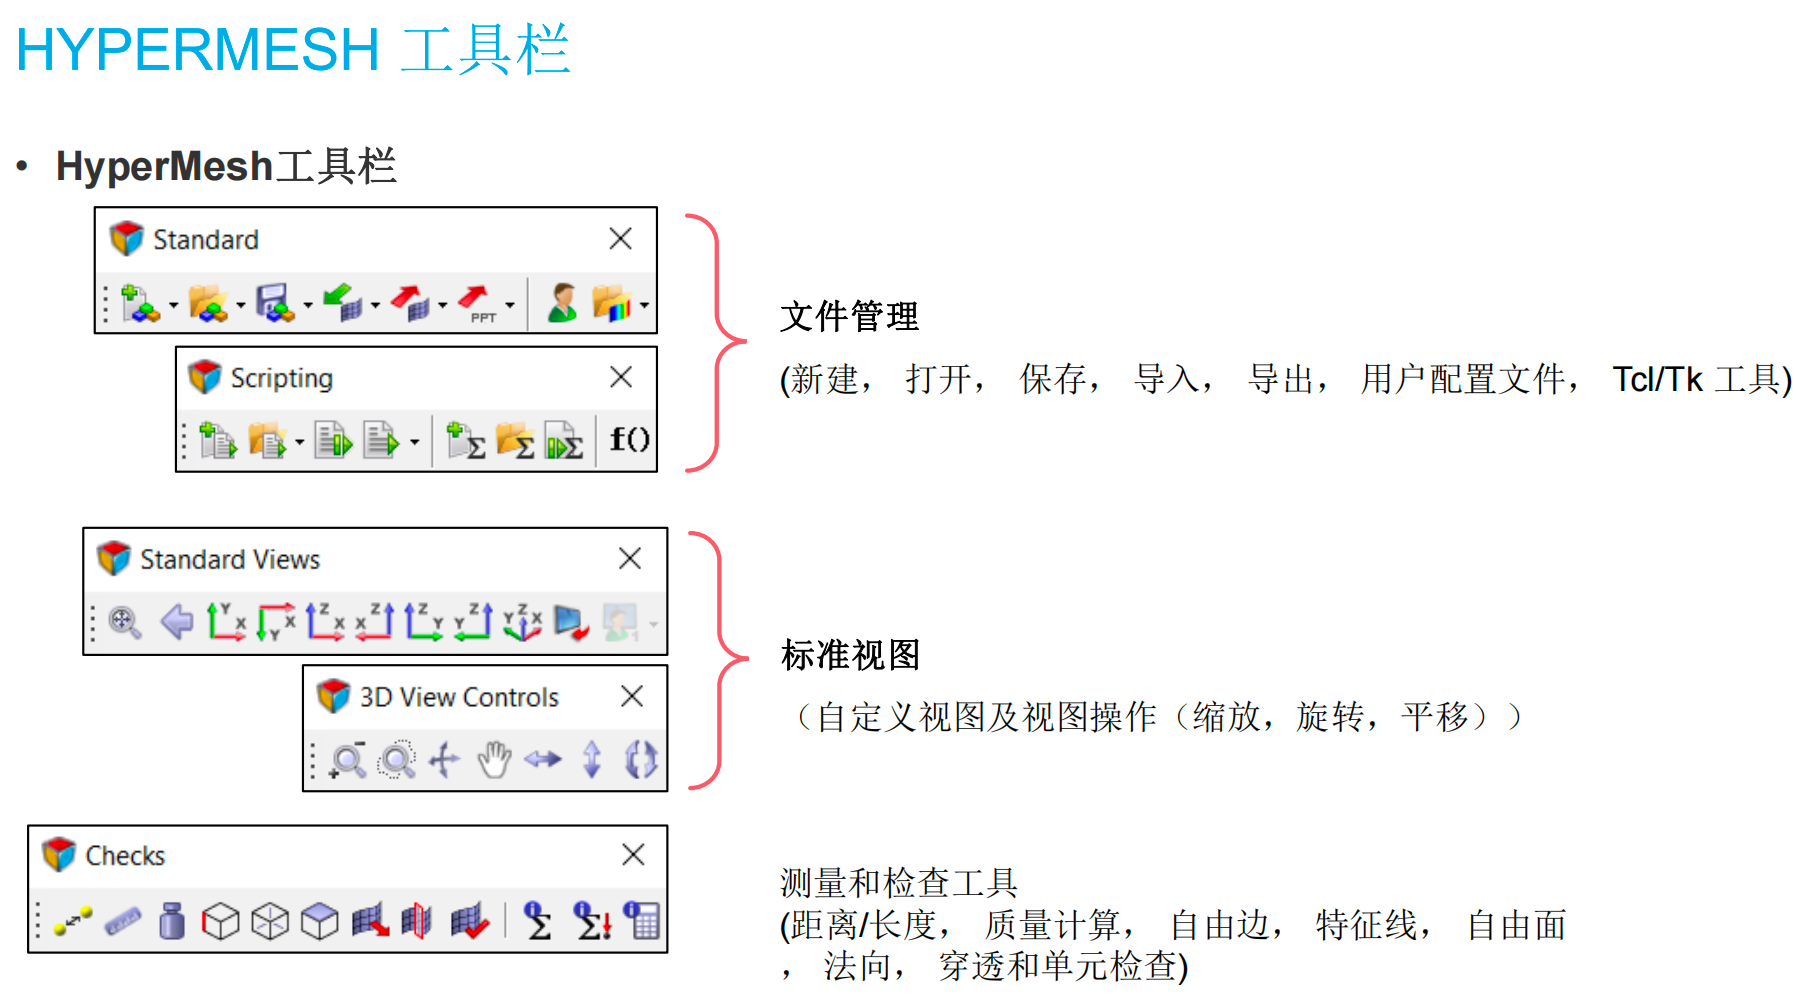 HYPERMESH 工具栏
• HyperMesh工具栏
Standard
PPT
文件管理
(新建， 打开， 保存， 导入， 导出， 用户配置文件， Tcl/Tk 工具)
Scripting
Σ Σ Σ f()
Standard Views
Y X X Y Z X X Z Z Y Y Z Y Z X 1
标准视图
（自定义视图及视图操作（缩放，旋转，平移））
3D View Controls
Checks
Σ Σ!
测量和检查工具
(距离/长度， 质量计算， 自由边， 特征线， 自由面
， 法向， 穿透和单元检查)